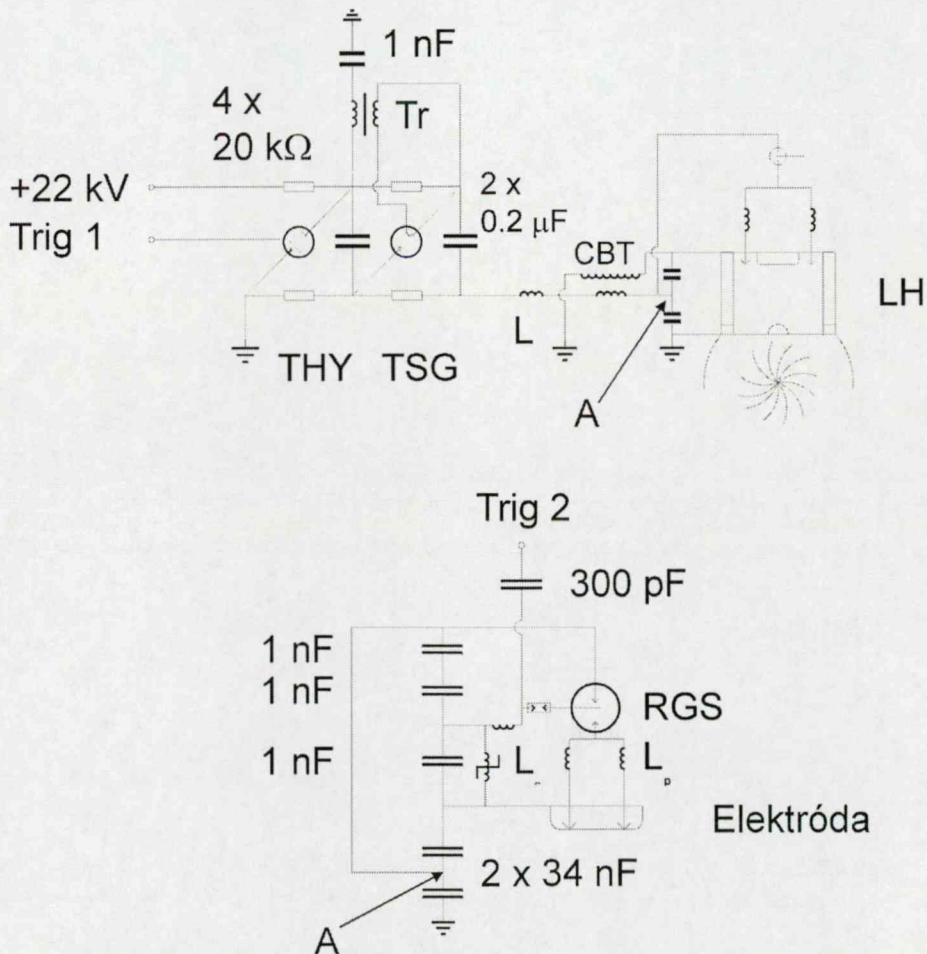 1 nF
4 x
20 kΩ
Tr
+22 kV
2 x
0.2 µF
Trig 1
CBT
LH
L
THY TSG
A
Trig 2
300 pF
1 nF
1 nF
RGS
1 nF
L
L p
Elektróda
2 x 34 nF
A